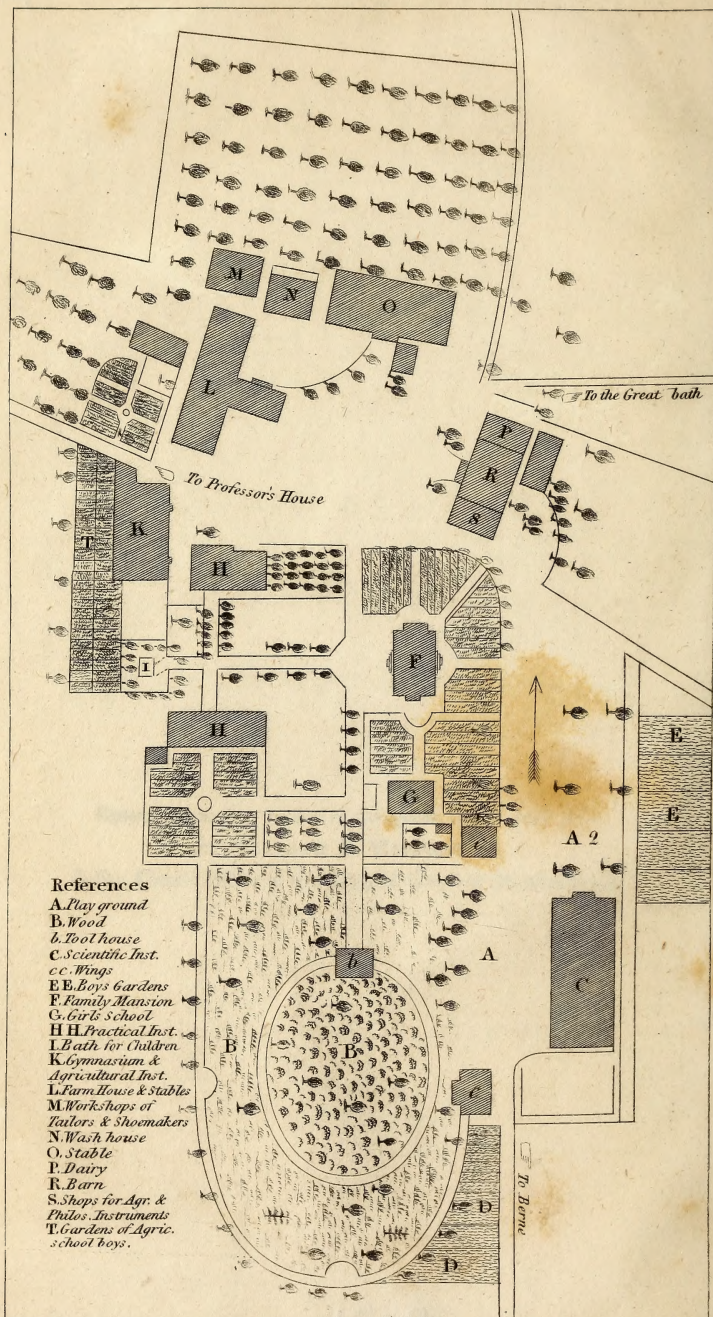 M
N
O
L
To the Great bath
P
R
S
To Professor's House
K
T
H
F
I
H
E
G
E
c
A 2
References
A. Play ground
B. Wood
b. Tool house
C. Scientific Inst.
c c. Wings
E E. Boys Gardens
F. Family Mansion
G. Girls School
H H. Practical Inst.
I. Bath for Children
K. Gymnasium &
Agricultural Inst.
L. Farm House & Stables
M. Workshops of
Tailors & Shoemakers
N. Wash house
O. Stable
P. Dairy
R. Barn
S. Shops for Agr. &
Philos. Instruments
T. Gardens of Agric.
school boys.
A
b
C
B
B
c
To Berne
D
D